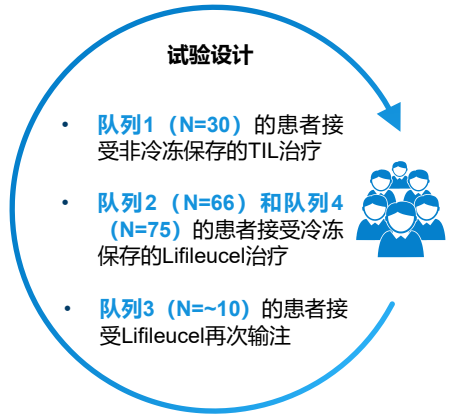 试验设计
• 队列1（N=30）的患者接
受非冷冻保存的TIL治疗
• 队列2（N=66）和队列4
（N=75）的患者接受冷冻
保存的Lifileucel治疗
• 队列3（N=~10）的患者接
受Lifileucel再次输注